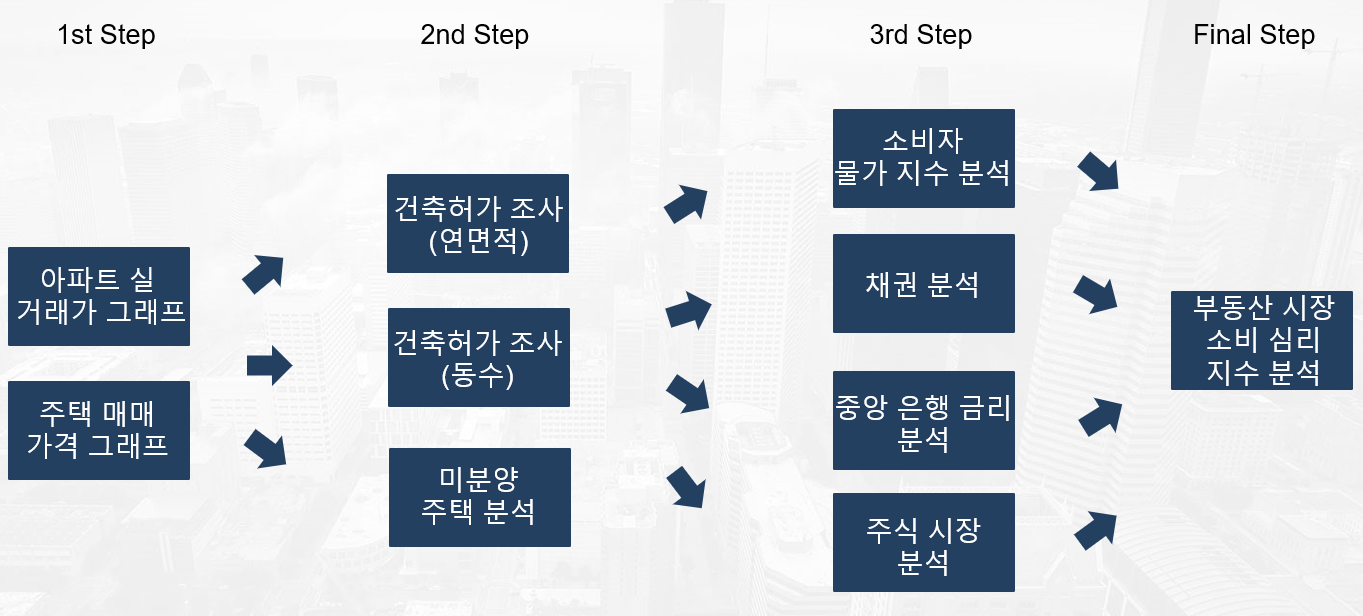 1st Step
2nd Step
3rd Step
Final Step
아파트 실
거래가 그래프
주택 매매
가격 그래프
건축허가 조사
(연면적)
건축허가 조사
(동수)
미분양
주택 분석
소비자
물가 지수 분석
채권 분석
중앙 은행 금리
분석
주식 시장
분석
부동산 시장
소비 심리
지수 분석